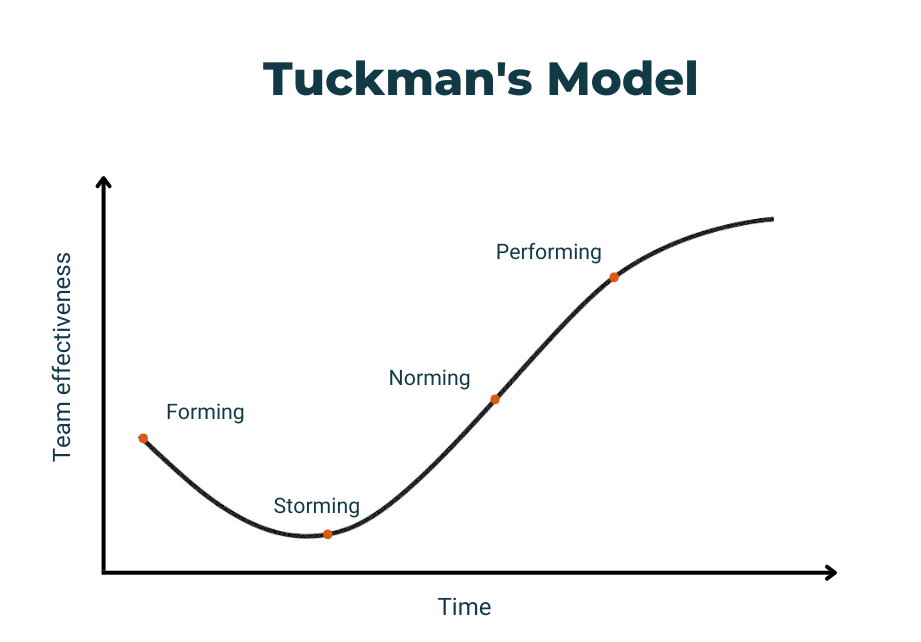 Tuckman's Model
Team effectiveness
Performing
Norming
Forming
Storming
Time